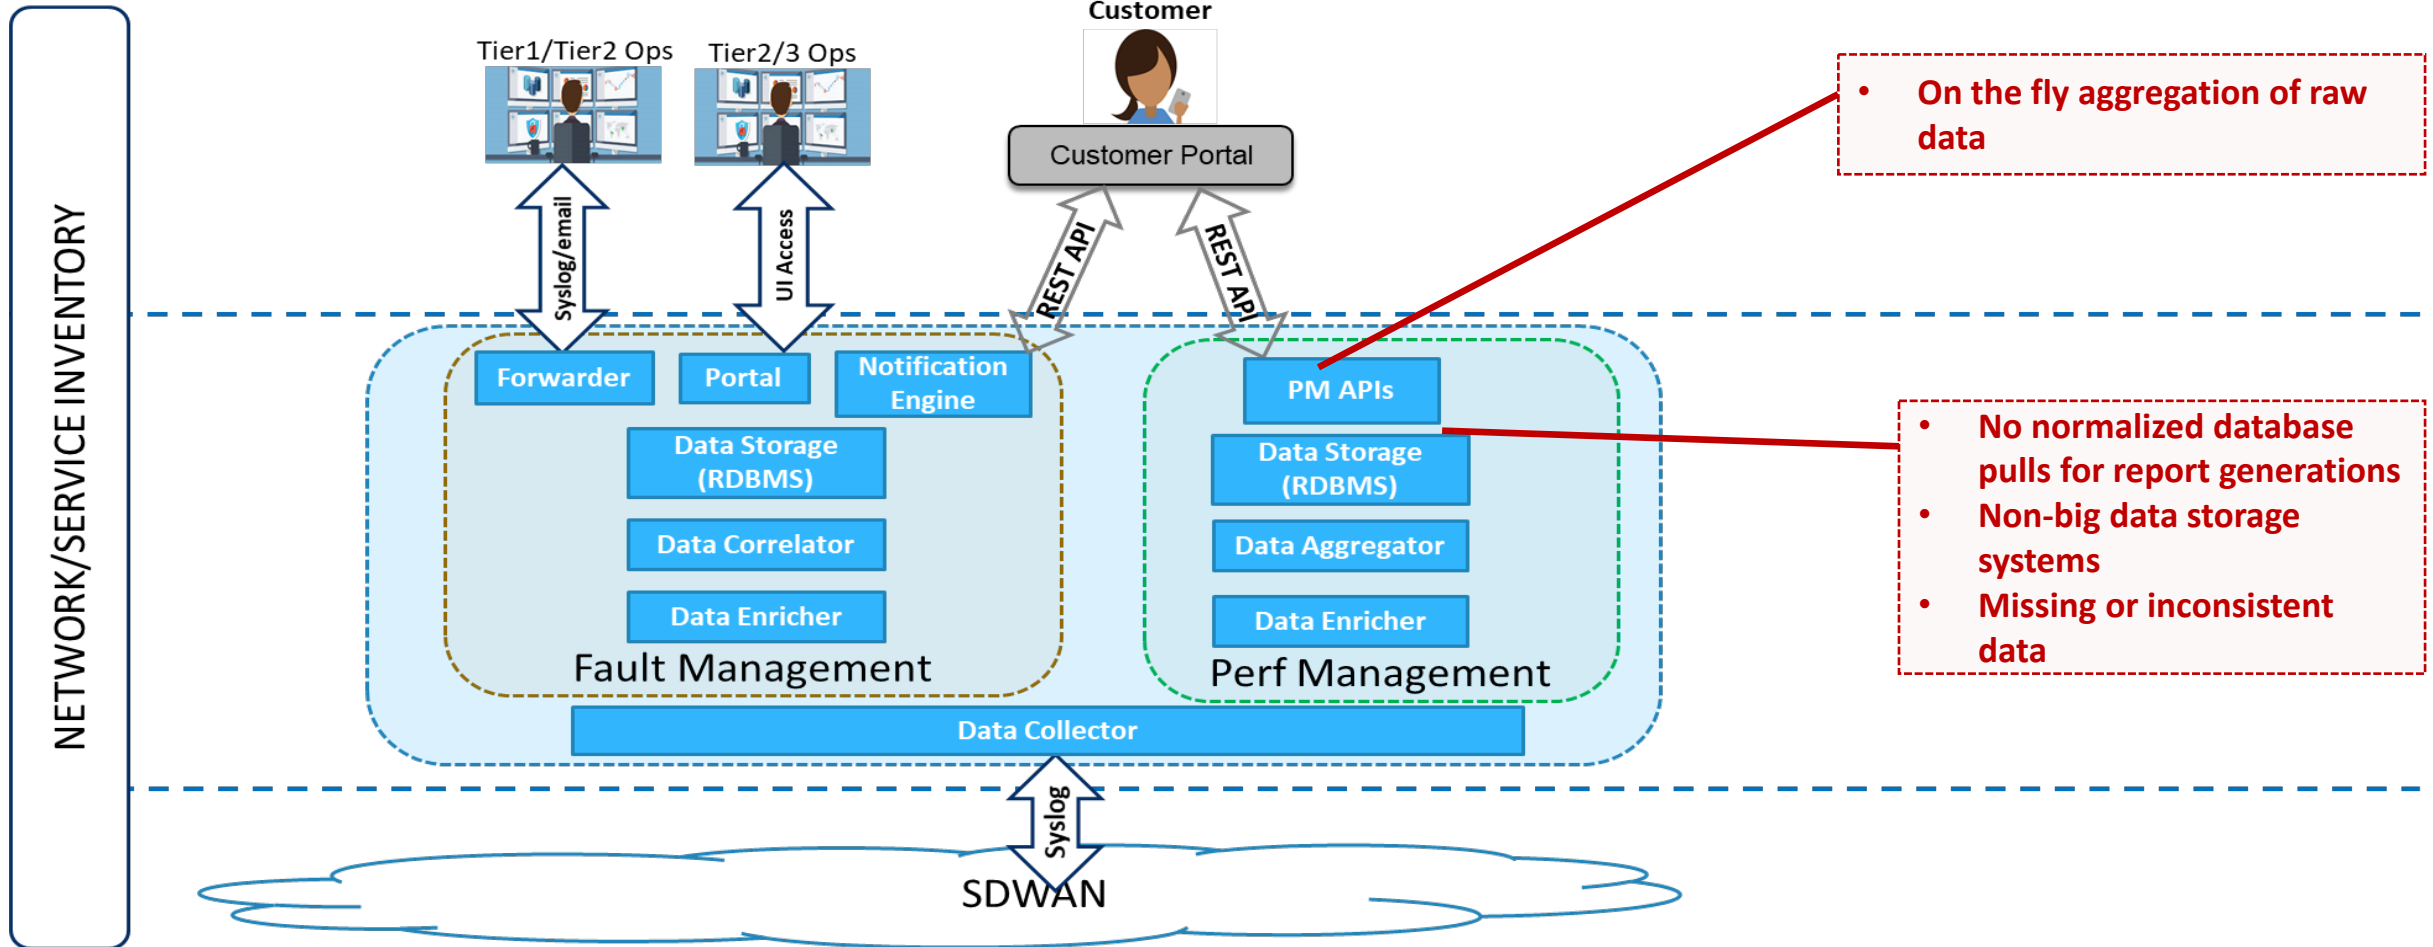 Customer
Tier1/Tier2 Ops
Tier2/3 Ops
Customer Portal
• On the fly aggregation of raw
data
NETWORK/SERVICE INVENTORY
Syslog/email
UI Access
REST API
REST API
Forwarder
Portal
Notification
Engine
PM APIs
Data Storage
(RDBMS)
Data Storage
(RDBMS)
• No normalized database
pulls for report generations
• Non-big data storage
systems
• Missing or inconsistent
data
Data Correlator
Data Aggregator
Data Enricher
Data Enricher
Fault Management
Perf Management
Data Collector
Syslog
SDWAN